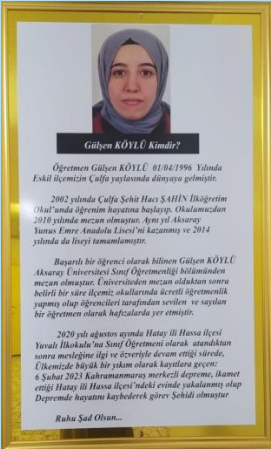 Gülşen KÖYLÜ Kimdir?
Öğretmen Gülşen KÖYLÜ 01/04/1996 Yılında
Eskil ilçemizin Çulfa yaylasında dünyaya gelmiştir.
2002 yılında Çulfa Şehit Hacı ŞAHİN İlköğretim
Okul'unda öğrenim hayatına başlayıp. Okulumuzdan
2010 yılında mezun olmuştur. Aynı yıl Aksaray
Yunus Emre Anadolu Lisesi'ni kazanmış ve 2014
yılında da liseyi tamamlamıştır.
Başarılı bir öğrenci olarak bilinen Gülşen KÖYLÜ
Aksaray Üniversitesi Sınıf Öğretmenliği bölümünden
mezun olmuştur. Üniversiteden mezun olduktan sonra
belirli bir süre ilçemiz okullarında ücretli öğretmenlik
yapmış olup öğrencileri tarafından sevilen ve sayılan
bir öğretmen olarak hafızalarda yer etmiştir.
2020 yılı ağustos ayında Hatay ili Hassa ilçesi
Yuvalı İlkokulu'na Sınıf Öğretmeni olarak atandıktan
sonra mesleğine ilgi ve özveriyle devam ettiği sürede,
Ülkemizde büyük bir yıkım olarak kayıtlara geçen:
6 Şubat 2023 Kahramanmaraş merkezli depreme, ikamet
ettiği Hatay ili Hassa ilçesi'ndeki evinde yakalanmış olup
Depremde hayatını kaybederek görev Şehidi olmuştur
Ruhu Şad Olsun...